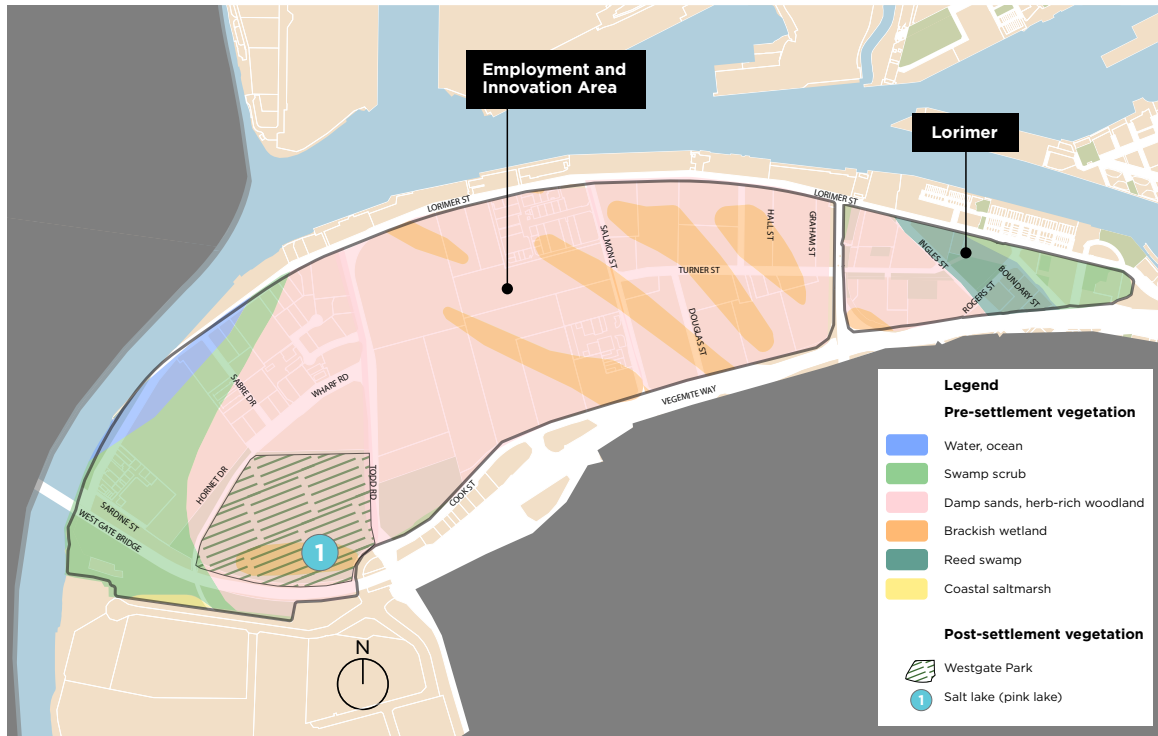 Employment and
Innovation Area
Lorimer
LORIMER ST
LORIMER ST
HALL ST
GRAHAM ST
SALMON ST
TURNER ST
INGLES ST
BOUNDARY ST
ROGERS ST
DOUGLAS ST
VEGEMITE WAY
SABRE DR
WHARF RD
HORNET DR
TODD RD
COOK ST
SARDINE ST
WEST GATE BRIDGE
1
N
Legend
Pre-settlement vegetation
Water, ocean
Swamp scrub
Damp sands, herb-rich woodland
Brackish wetland
Reed swamp
Coastal saltmarsh
Post-settlement vegetation
Westgate Park
1
Salt lake (pink lake)